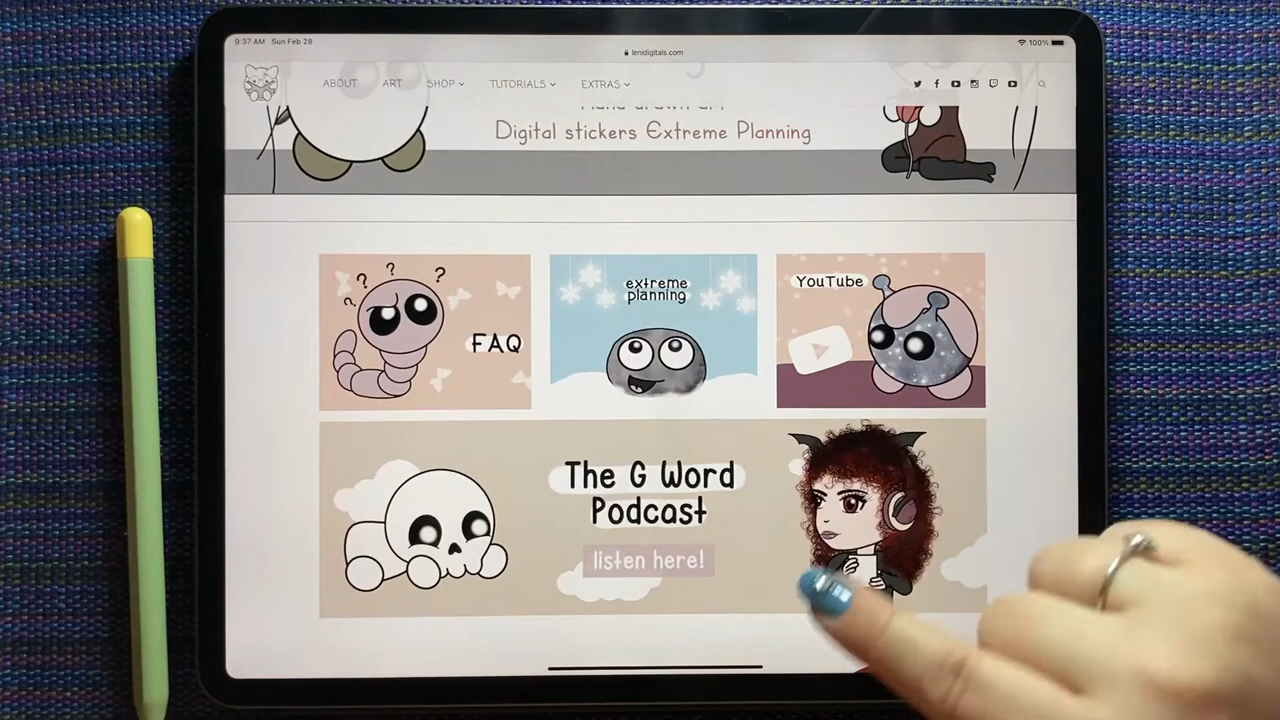 9:37 AM Sun Feb 28
100%
lenidigitals.com
ABOUT ART SHOP TUTORIALS EXTRAS
Digital stickers Extreme Planning
? ? ? ?
FAQ
extreme
planning
YouTube
The G Word
Podcast
listen here!